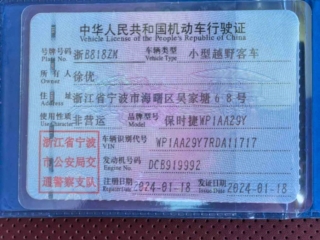 中华人民共和国机动车行驶证
Vehicle License of the People's Republic of China
号牌号码 浙B818ZM 车辆类型 小型越野客车
Plate No. Vehicle Type
所有人 徐优
Owner
住址 浙江省宁波市海曙区吴家塘68号
Address
使用性质 非营运 品牌型号 保时捷WP1AA29Y
Use Character Model
浙江省宁波 车辆识别代号 WP1AA29Y7RDA11717
VIN
市公安局交 发动机号码 DCB919992
Engine No.
通警察支队 注册日期 2024-01-18 发证日期 2024-01-18
Register Date Issue Date